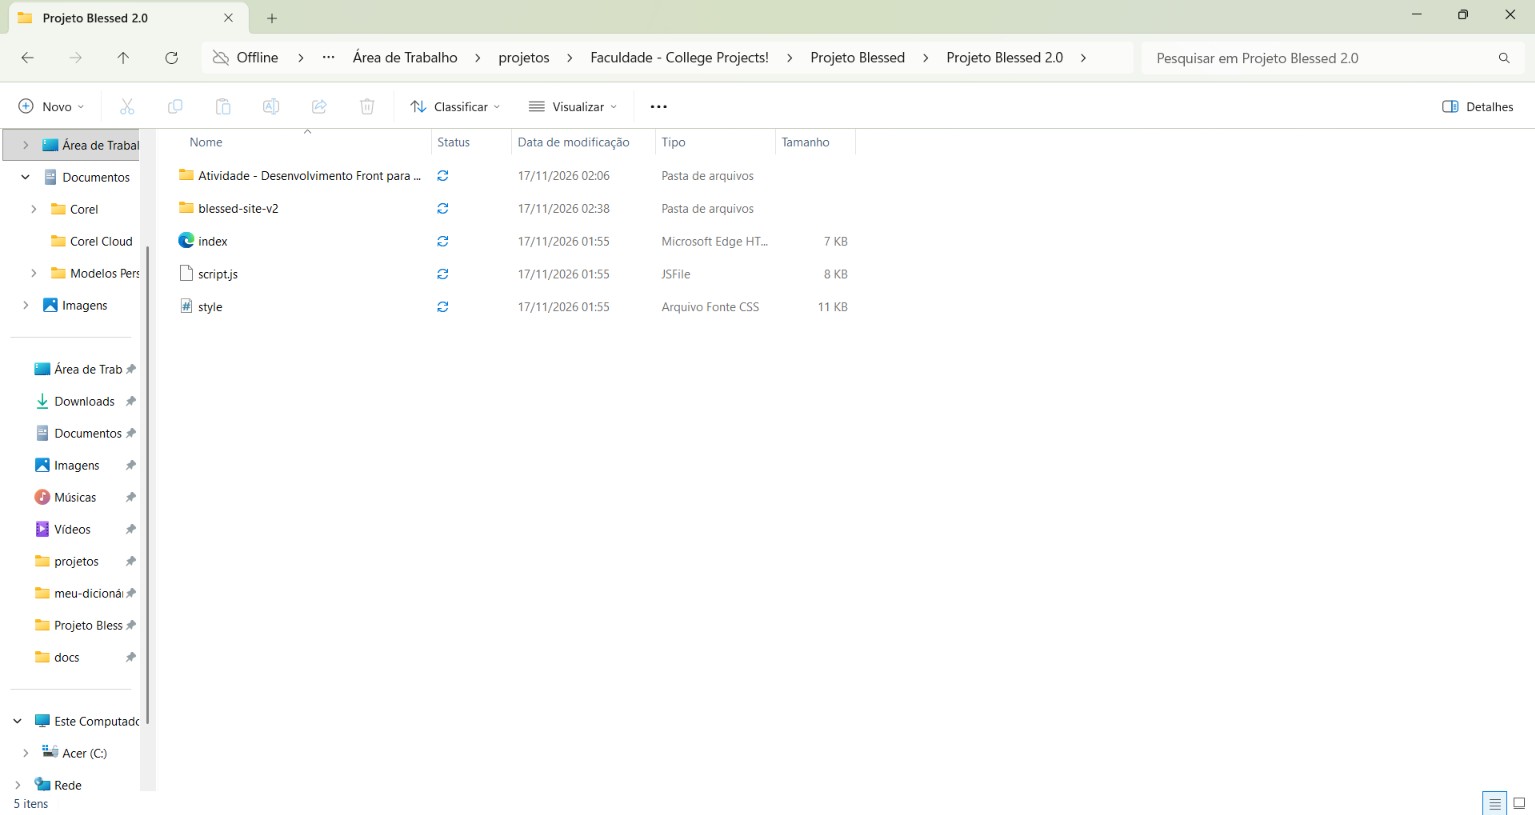 Projeto Blessed 2.0
Offline > ... Área de Trabalho > projetos > Faculdade - College Projects! > Projeto Blessed > Projeto Blessed 2.0 >
Pesquisar em Projeto Blessed 2.0
Novo
Classificar
Visualizar
Detalhes
Nome Status Data de modificação Tipo Tamanho
Atividade - Desenvolvimento Front para ... 17/11/2026 02:06 Pasta de arquivos
blessed-site-v2 17/11/2026 02:38 Pasta de arquivos
index 17/11/2026 01:55 Microsoft Edge HT... 7 KB
script.js 17/11/2026 01:55 JSFile 8 KB
style 17/11/2026 01:55 Arquivo Fonte CSS 11 KB
Área de Trabal
Documentos
Corel
Corel Cloud
Modelos Pers
Imagens
Área de Trab
Downloads
Documentos
Imagens
Músicas
Vídeos
projetos
meu-dicionái
Projeto Bless
docs
Este Computado
Acer (C:)
Rede
5 itens